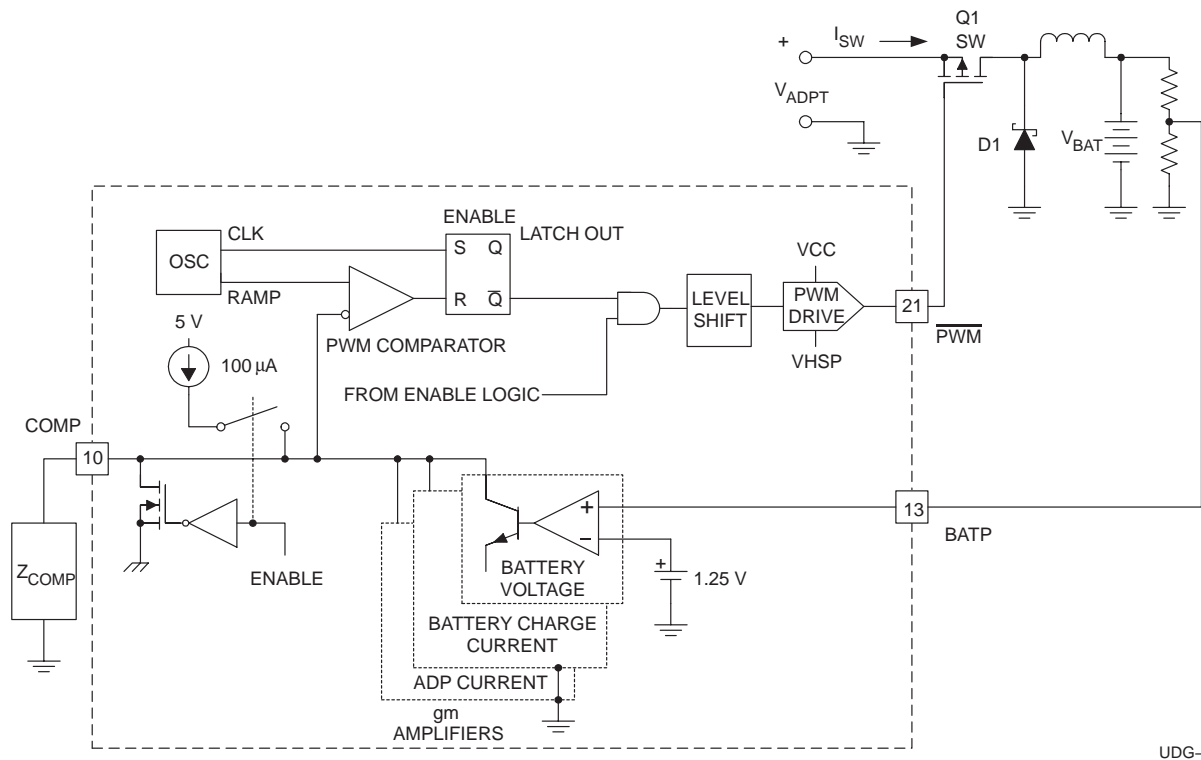 Q1
SW
I_SW
+
V_ADPT
D1
V_BAT
ENABLE
CLK
LATCH OUT
OSC
S Q
RAMP
R Q̅
VCC
LEVEL
SHIFT
PWM
DRIVE
21
P̅W̅M̅
VHSP
5 V
100 µA
PWM COMPARATOR
FROM ENABLE LOGIC
COMP
10
13
BATP
Z_COMP
ENABLE
+
–
BATTERY
VOLTAGE
+
1.25 V
BATTERY CHARGE
CURRENT
ADP CURRENT
gm
AMPLIFIERS
UDG–